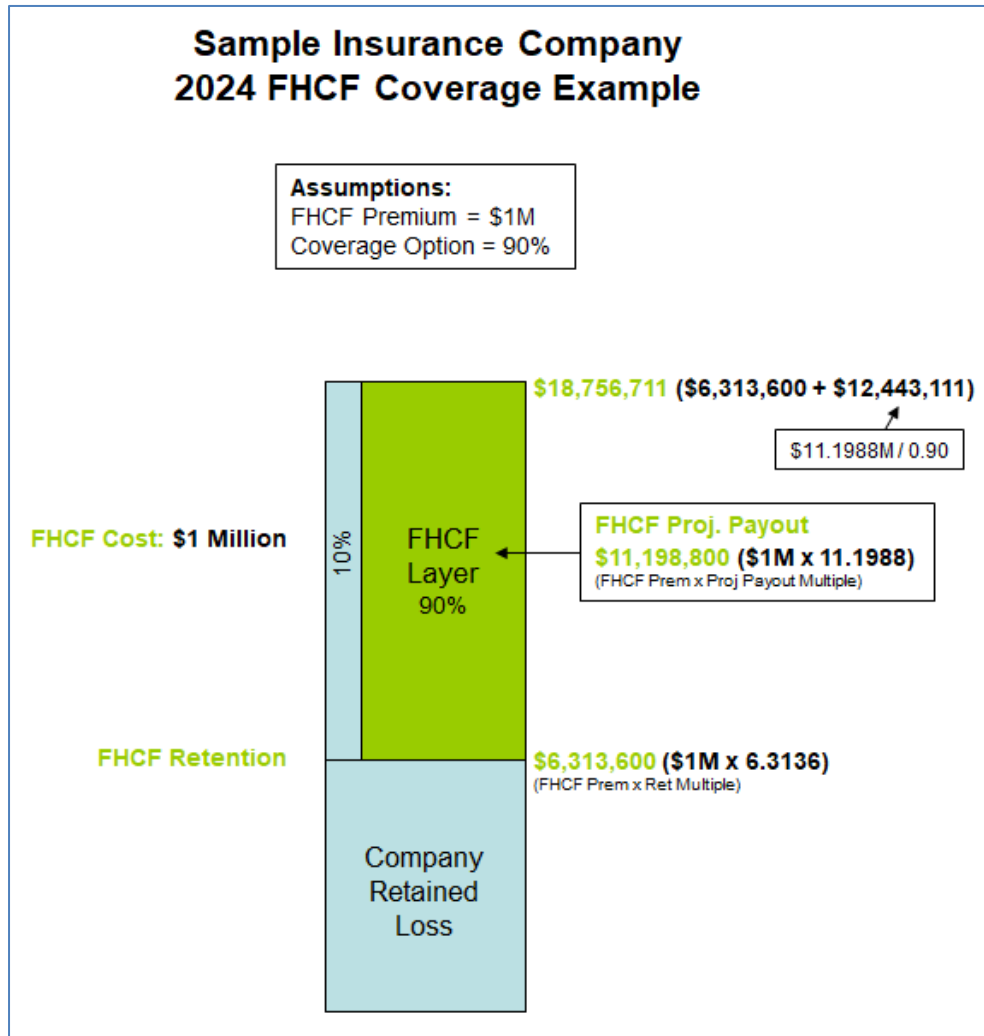 Sample Insurance Company
2024 FHCF Coverage Example
Assumptions:
FHCF Premium = $1M
Coverage Option = 90%
$18,756,711 ($6,313,600 + $12,443,111)
$11.1988M / 0.90
FHCF Cost: $1 Million
10%
FHCF
Layer
90%
FHCF Proj. Payout
$11,198,800 ($1M x 11.1988)
(FHCF Prem x Proj Payout Multiple)
FHCF Retention
$6,313,600 ($1M x 6.3136)
(FHCF Prem x Ret Multiple)
Company
Retained
Loss